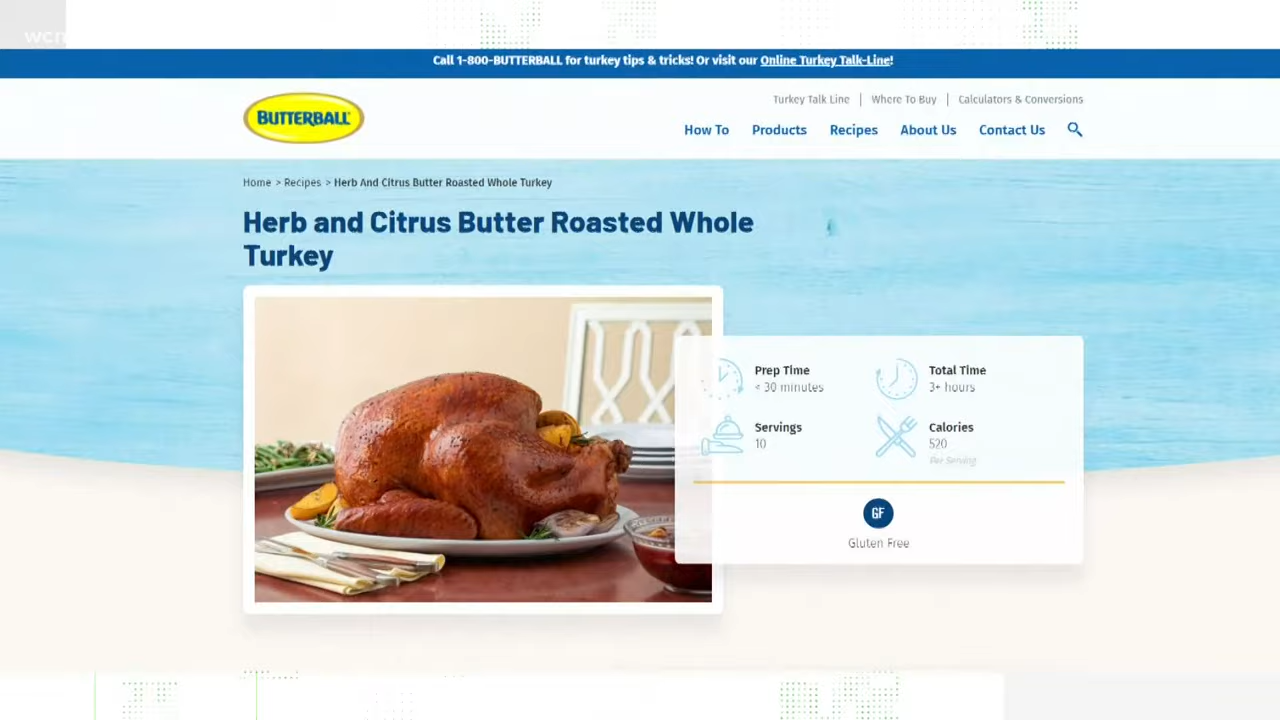 wcn
Call 1-800-BUTTERBALL for turkey tips & tricks! Or visit our Online Turkey Talk-Line!
BUTTERBALL
Turkey Talk Line | Where To Buy | Calculators & Conversions
How To Products Recipes About Us Contact Us
Home > Recipes > Herb And Citrus Butter Roasted Whole Turkey
Herb and Citrus Butter Roasted Whole
Turkey
Prep Time
< 30 minutes
Total Time
3+ hours
Servings
10
Calories
520
Per Serving
GF
Gluten Free